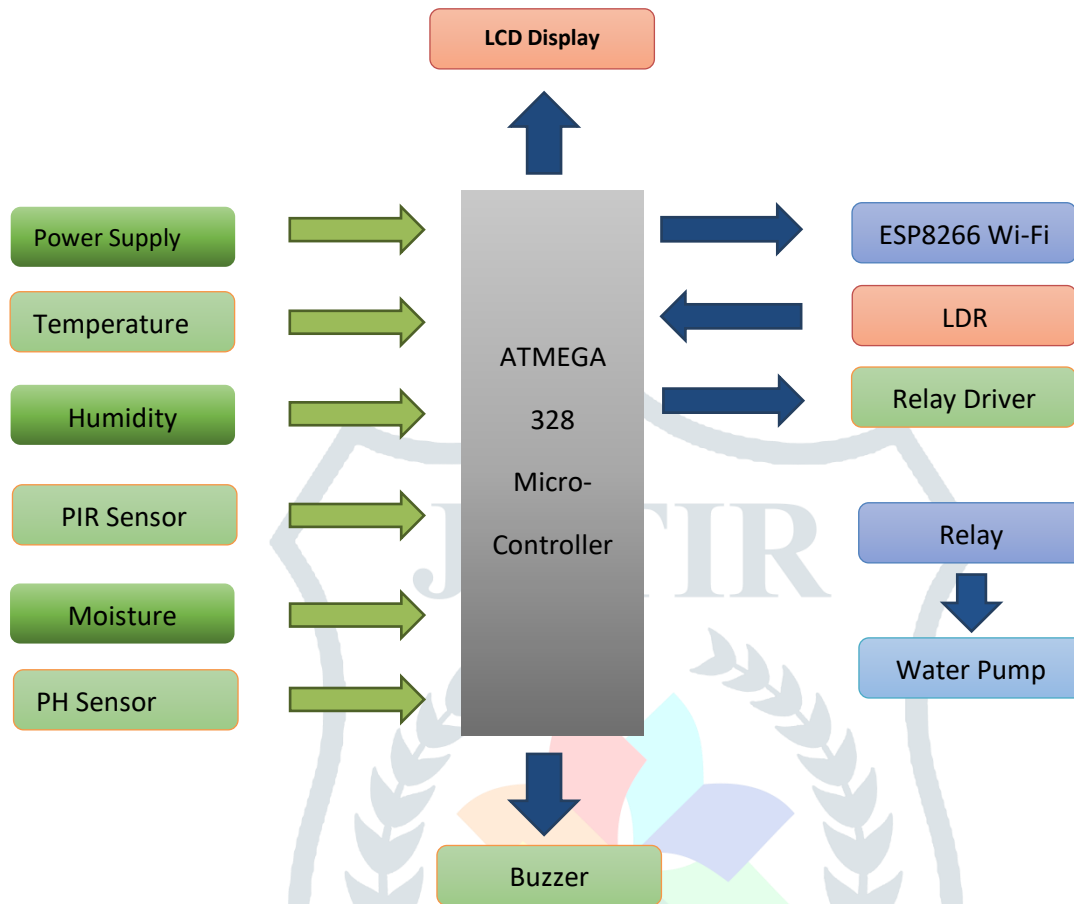 LCD Display
Power Supply
Temperature
Humidity
PIR Sensor
Moisture
PH Sensor
ATMEGA
328
Micro-
Controller
ESP8266 Wi-Fi
LDR
Relay Driver
Relay
Water Pump
Buzzer